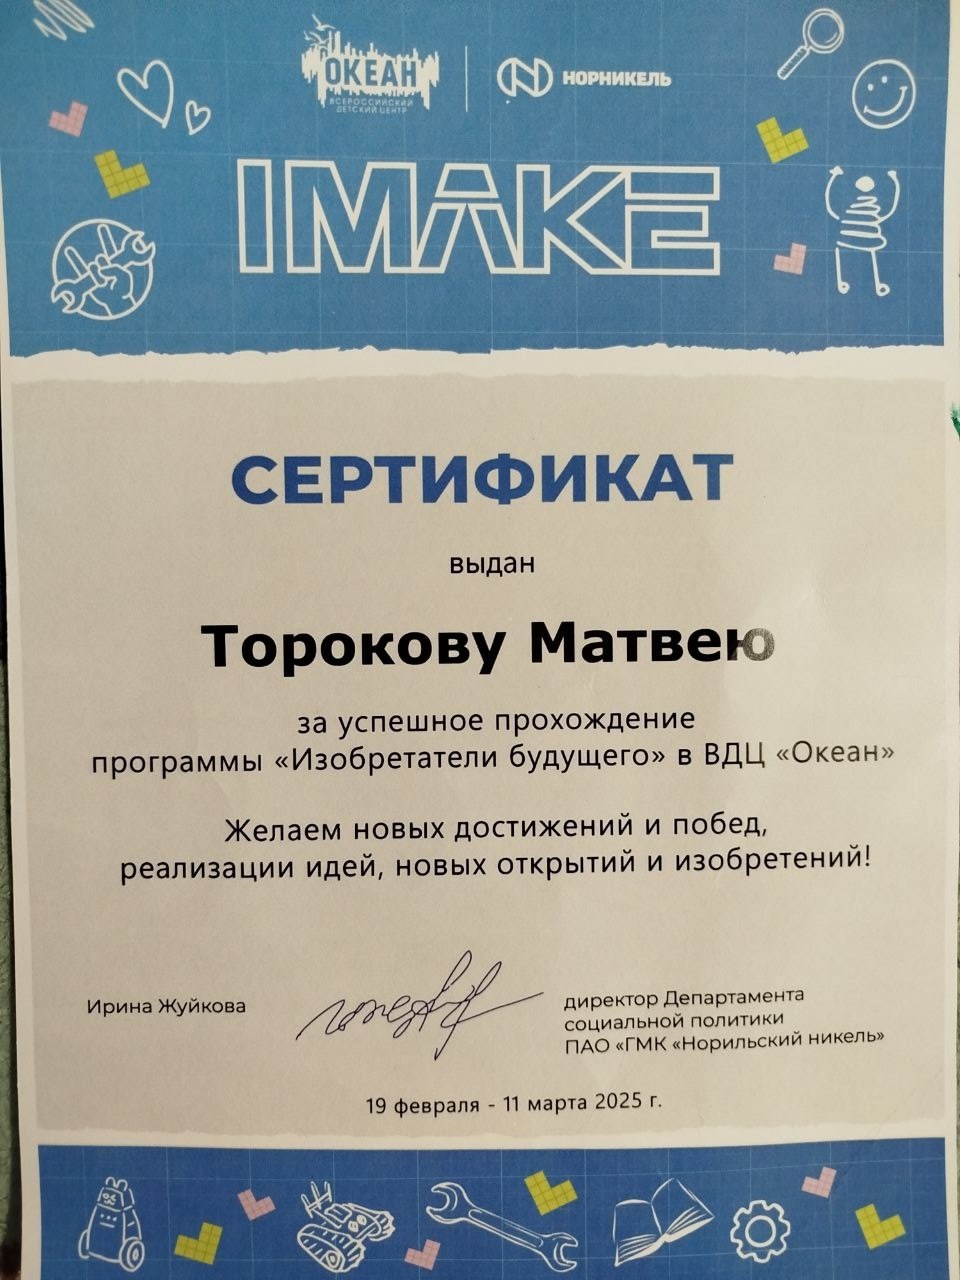 ОКЕАН
ВСЕРОССИЙСКИЙ
ДЕТСКИЙ ЦЕНТР
НОРНИКЕЛЬ
IMAKE
СЕРТИФИКАТ
выдан
Торокову Матвею
за успешное прохождение
программы «Изобретатели будущего» в ВДЦ «Океан»
Желаем новых достижений и побед,
реализации идей, новых открытий и изобретений!
Ирина Жуйкова
директор Департамента
социальной политики
ПАО «ГМК «Норильский никель»
19 февраля - 11 марта 2025 г.